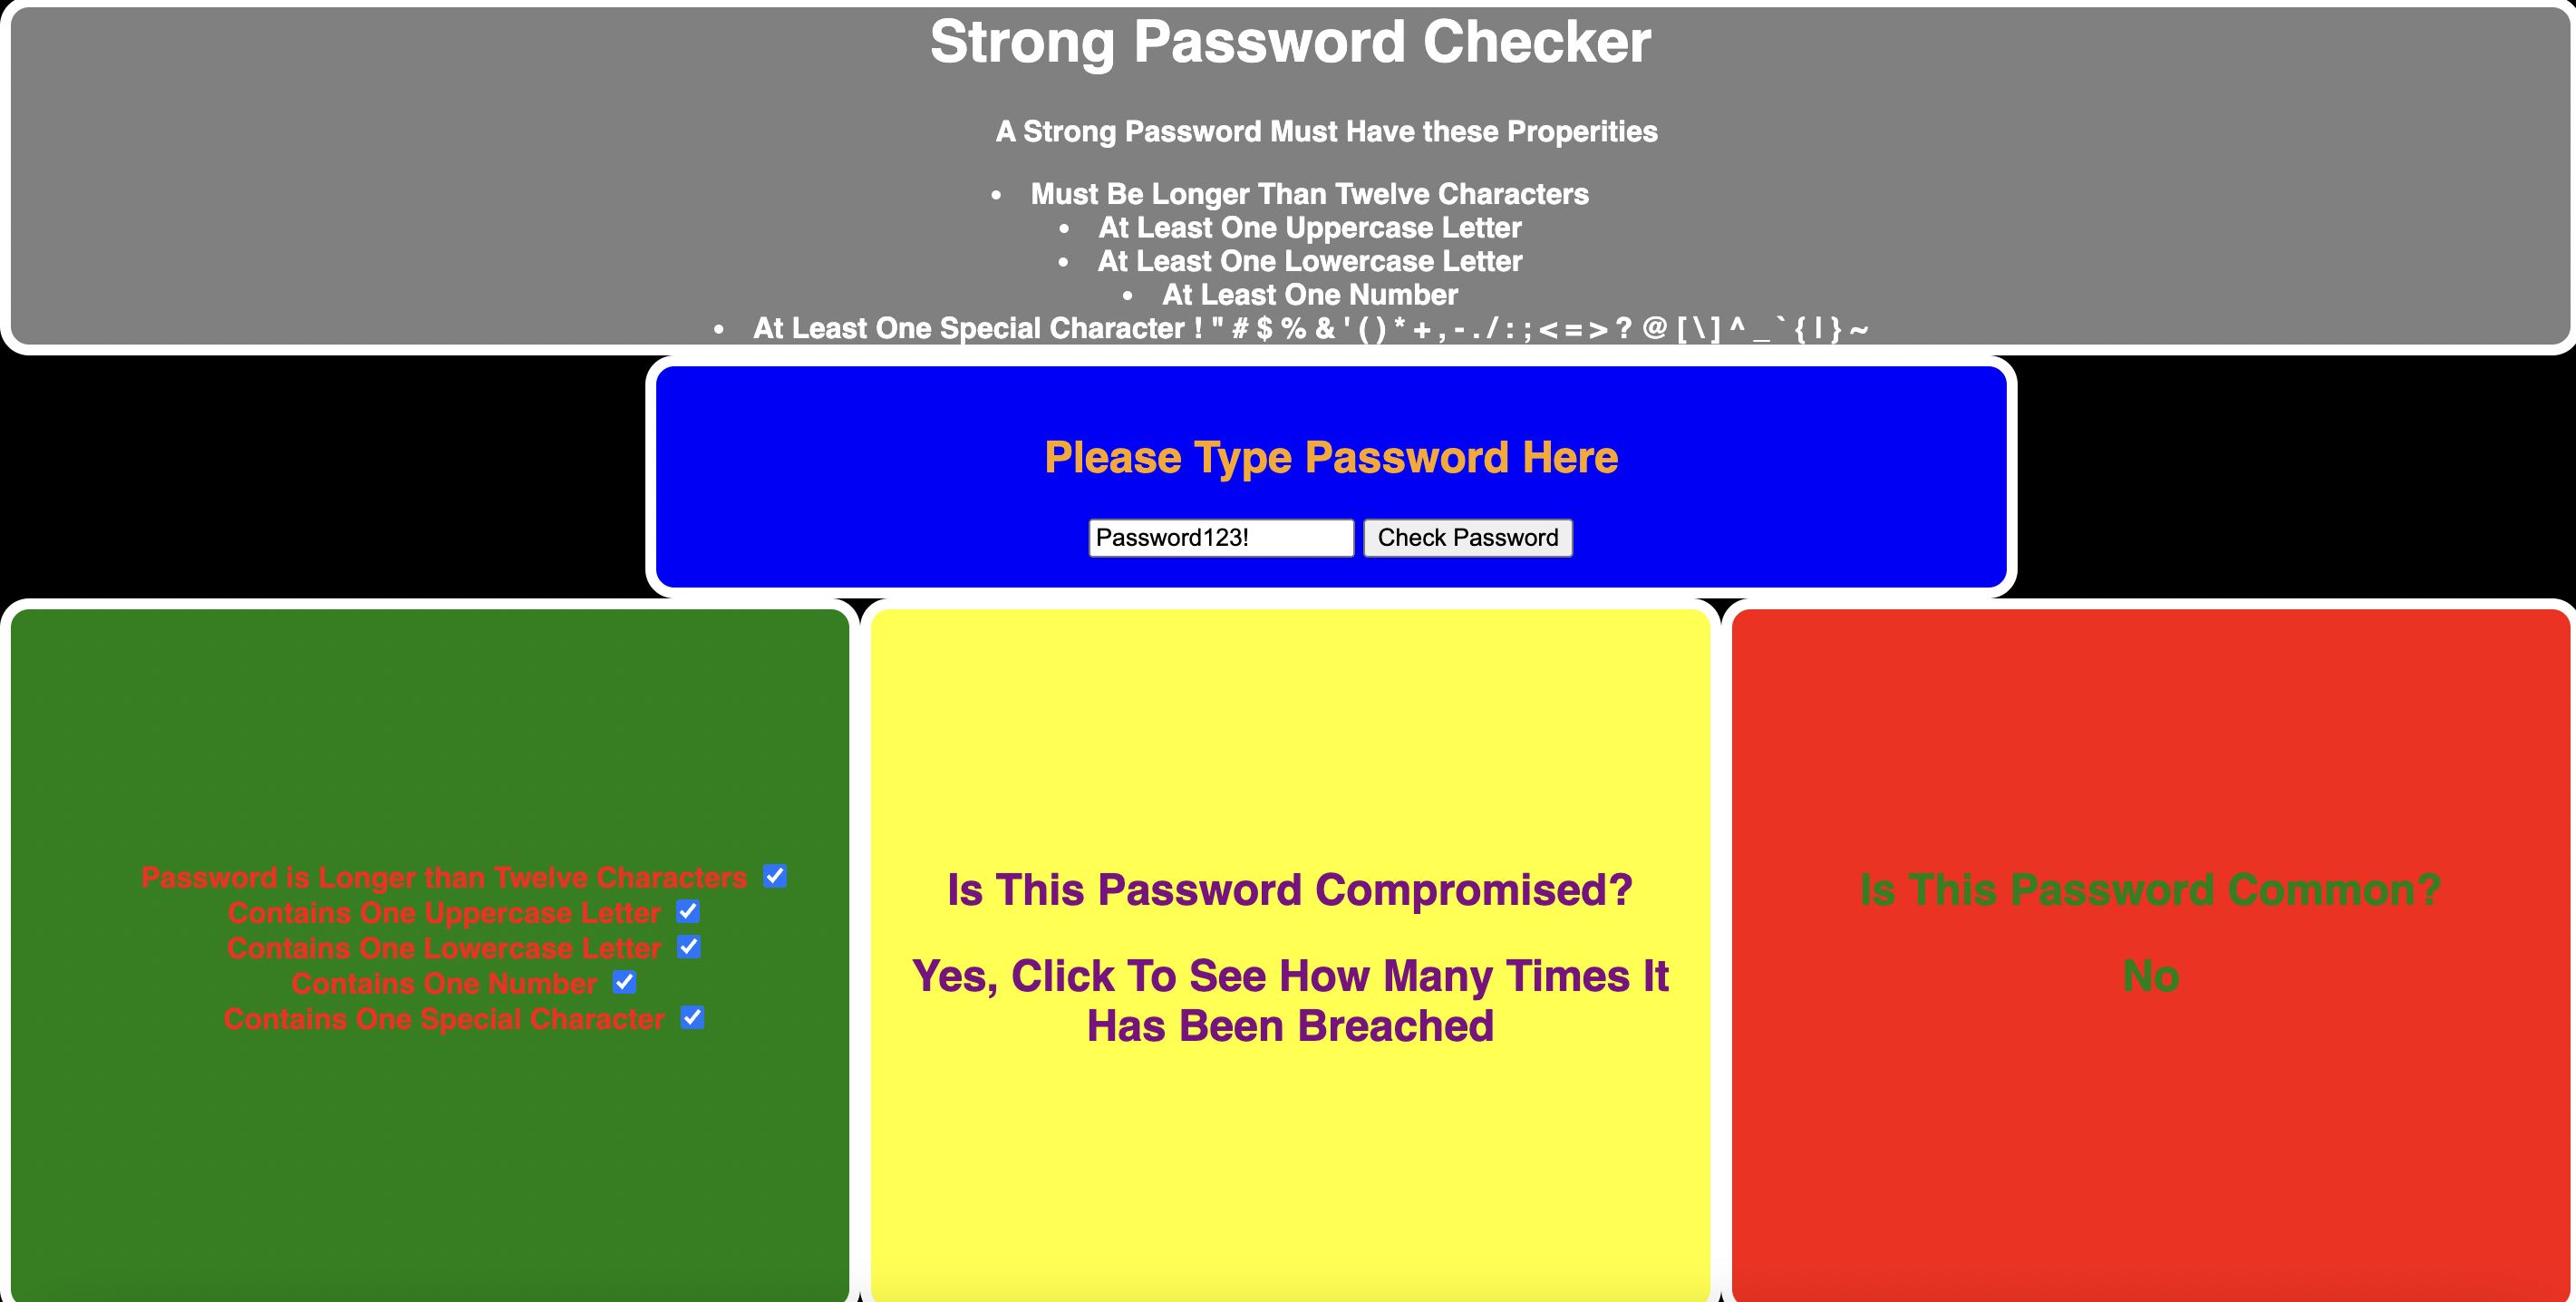 Strong Password Checker
A Strong Password Must Have these Properities
• Must Be Longer Than Twelve Characters
• At Least One Uppercase Letter
• At Least One Lowercase Letter
• At Least One Number
• At Least One Special Character ! " # $ % & ' ( ) * + , - . / : ; < = > ? @ [ \ ] ^ _ ` { | } ~
Please Type Password Here
Password123! Check Password
Password is Longer than Twelve Characters
Contains One Uppercase Letter
Contains One Lowercase Letter
Contains One Number
Contains One Special Character
Is This Password Compromised?
Yes, Click To See How Many Times It
Has Been Breached
Is This Password Common?
No